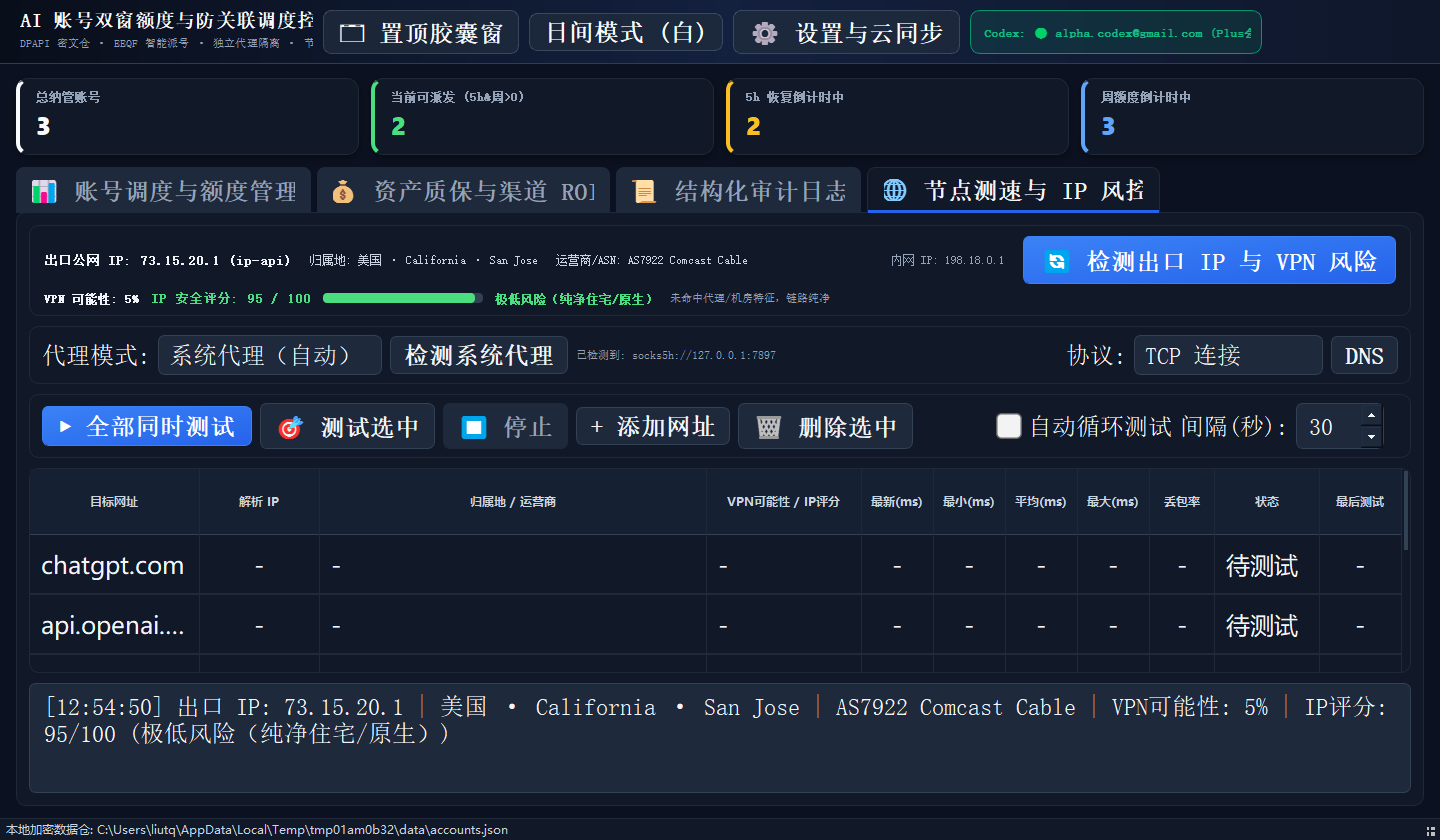 AI 账号双窗额度与防关联调度控
DPAPI 密文仓 · EEQF 智能派号 · 独立代理隔离 · 节
置顶胶囊窗
日间模式 (白)
设置与云同步
Codex: alpha.codex@gmail.com (Plus
总纳管账号
3
当前可派发 (5h&周>0)
2
5h 恢复倒计时中
2
周额度倒计时中
3
账号调度与额度管理
资产质保与渠道 ROI
结构化审计日志
节点测速与 IP 风控
出口公网 IP: 73.15.20.1 (ip-api) 归属地: 美国 · California · San Jose 运营商/ASN: AS7922 Comcast Cable
内网 IP: 198.18.0.1
检测出口 IP 与 VPN 风险
VPN 可能性: 5% IP 安全评分: 95 / 100 极低风险 (纯净住宅/原生) 未命中代理/机房特征，链路纯净
代理模式: 系统代理（自动） 检测系统代理 已检测到: socks5h://127.0.0.1:7897
协议: TCP 连接 DNS
▶ 全部同时测试 测试选中 停止 + 添加网址 删除选中
自动循环测试 间隔(秒): 30
目标网址 解析 IP 归属地 / 运营商 VPN可能性 / IP评分 最新(ms) 最小(ms) 平均(ms) 最大(ms) 丢包率 状态 最后测试
chatgpt.com - - - - - - - - 待测试 -
api.openai.... - - - - - - - - 待测试 -
[12:54:50] 出口 IP: 73.15.20.1 | 美国 • California • San Jose | AS7922 Comcast Cable | VPN可能性: 5% | IP评分:
95/100 (极低风险（纯净住宅/原生）)
本地加密数据仓: C:\Users\liutq\AppData\Local\Temp\tmp01am0b32\data\accounts.json